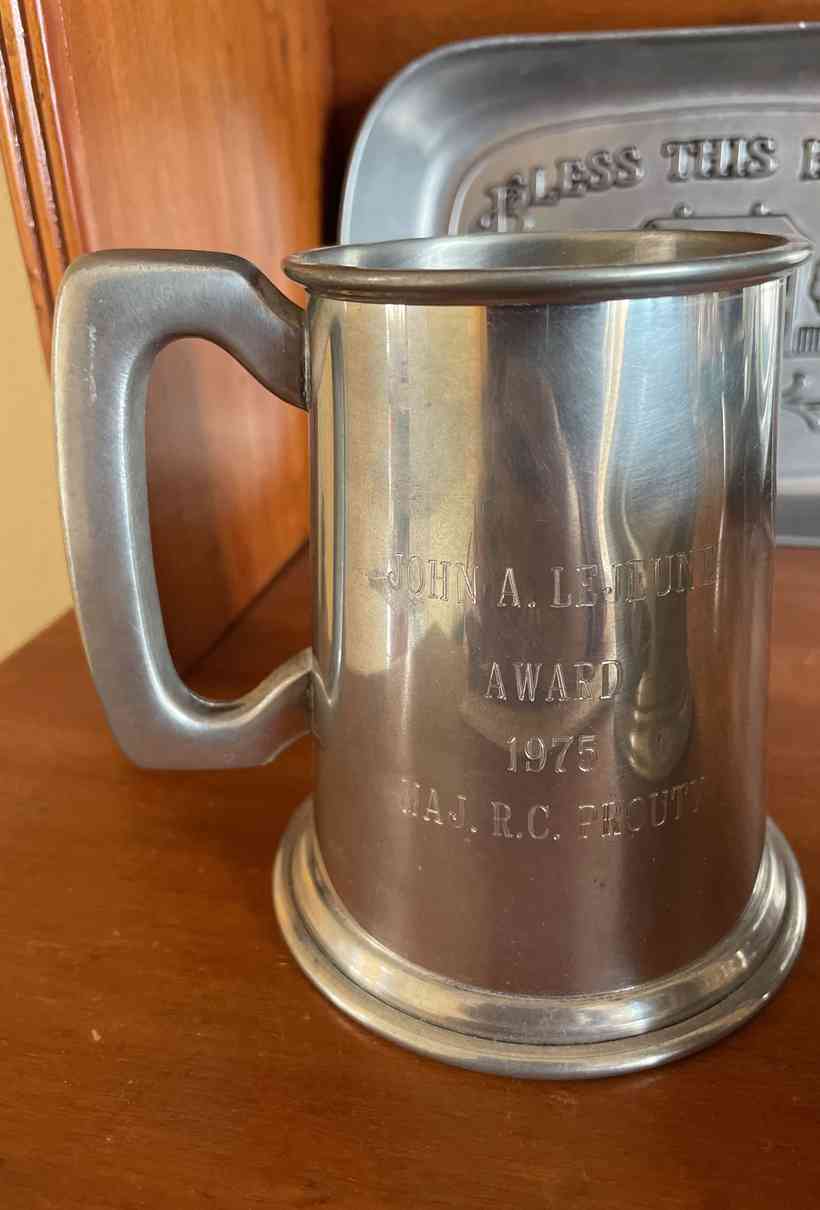 BLESS THIS
JOHN A. LEJEUNE
AWARD
1975
MAJ. R.C. PROUTY